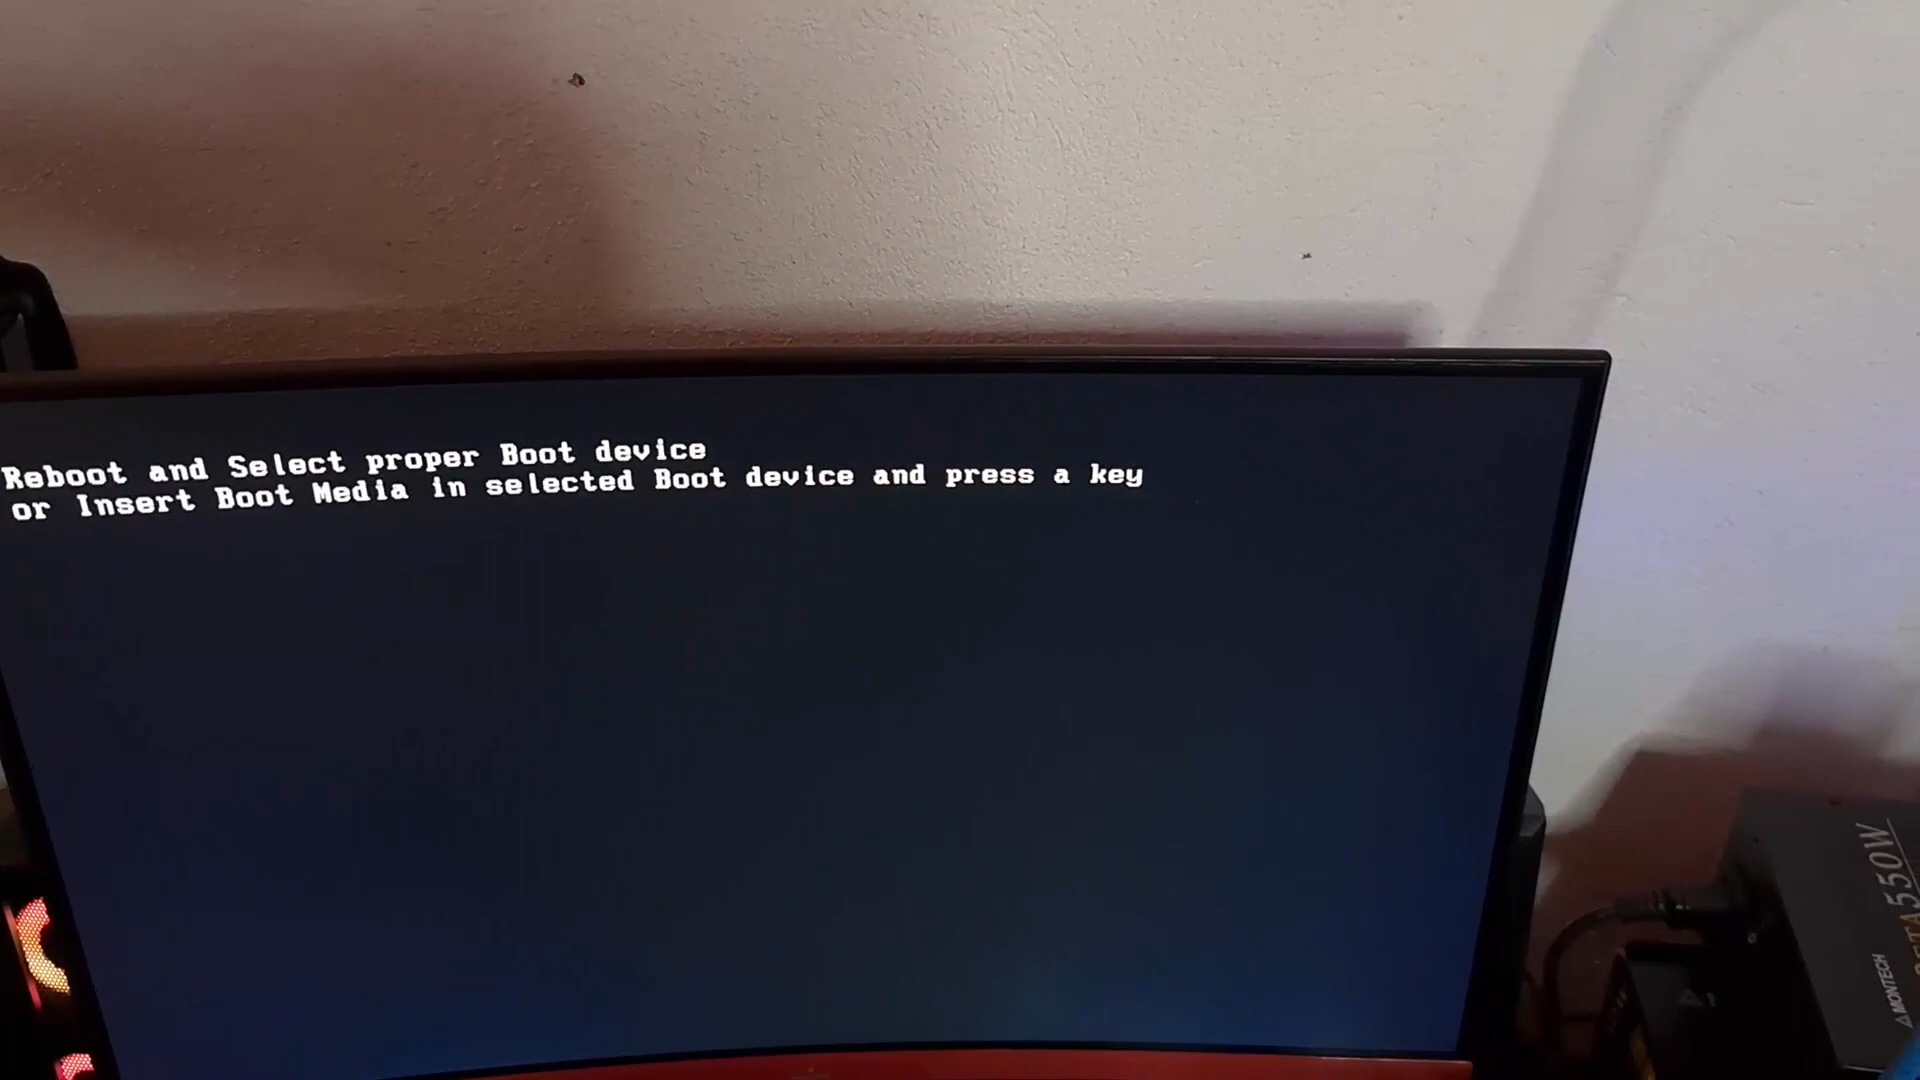 Reboot and Select proper Boot device
or Insert Boot Media in selected Boot device and press a key
550W
MONTECH